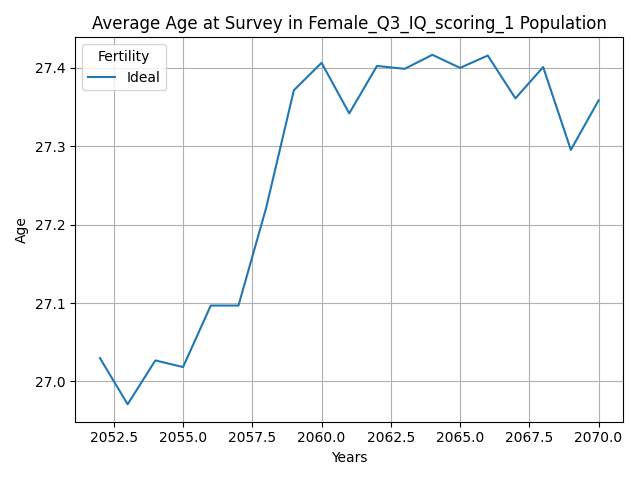 Average Age at Survey in Female_Q3_IQ_scoring_1 Population
Fertility
Ideal
Age
27.4
27.3
27.2
27.1
27.0
2052.5 2055.0 2057.5 2060.0 2062.5 2065.0 2067.5 2070.0
Years